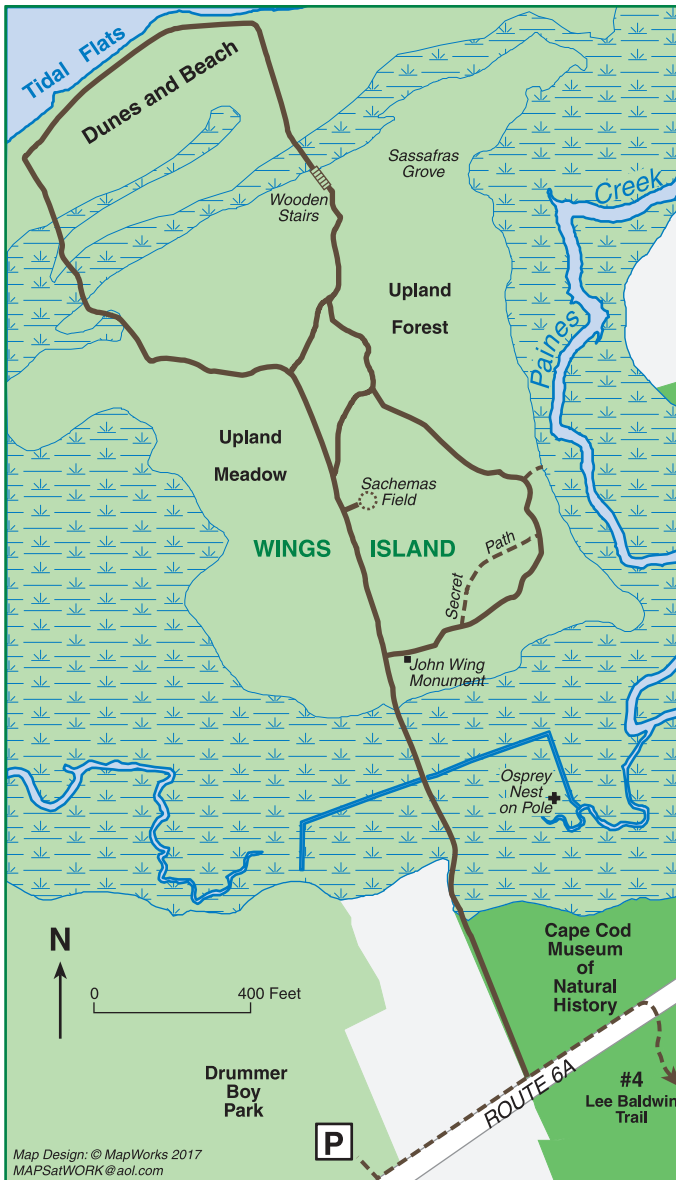 Tidal Flats
Dunes and Beach
Sassafras
Grove
Wooden
Stairs
Creek
Paines
Upland
Forest
Upland
Meadow
Sachemas
Field
WINGS ISLAND
Secret Path
John Wing
Monument
Osprey
Nest
on Pole
N
0 400 Feet
Cape Cod
Museum
of
Natural
History
Drummer
Boy
Park
P
ROUTE 6A
#4
Lee Baldwin
Trail
Map Design: © MapWorks 2017
MAPSatWORK@aol.com